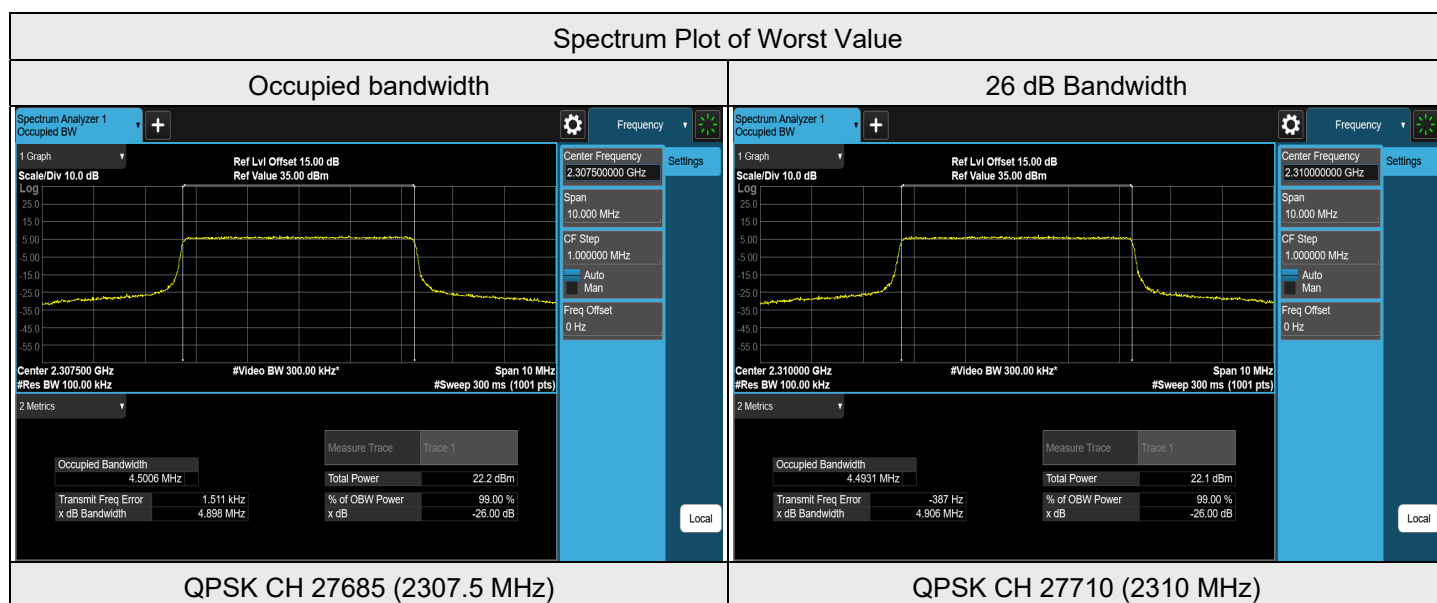 Spectrum Plot of Worst Value
Occupied bandwidth
26 dB Bandwidth
Spectrum Analyzer 1
Occupied BW
+
Frequency
1 Graph
Ref Lvl Offset 15.00 dB
Scale/Div 10.0 dB
Ref Value 35.00 dBm
Log
25.0
15.0
5.00
-5.00
-15.0
-25.0
-35.0
-45.0
-55.0
Center 2.307500 GHz
#Video BW 300.00 kHz*
Span 10 MHz
#Res BW 100.00 kHz
#Sweep 300 ms (1001 pts)
Center Frequency
2.307500000 GHz
Settings
Span
10.000 MHz
CF Step
1.000000 MHz
Auto
Man
Freq Offset
0 Hz
Local
2 Metrics
Measure Trace Trace 1
Occupied Bandwidth
4.5006 MHz
Total Power 22.2 dBm
Transmit Freq Error 1.511 kHz
% of OBW Power 99.00 %
x dB Bandwidth 4.898 MHz
x dB -26.00 dB
Spectrum Analyzer 1
Occupied BW
+
Frequency
1 Graph
Ref Lvl Offset 15.00 dB
Scale/Div 10.0 dB
Ref Value 35.00 dBm
Log
25.0
15.0
5.00
-5.00
-15.0
-25.0
-35.0
-45.0
-55.0
Center 2.310000 GHz
#Video BW 300.00 kHz*
Span 10 MHz
#Res BW 100.00 kHz
#Sweep 300 ms (1001 pts)
Center Frequency
2.310000000 GHz
Settings
Span
10.000 MHz
CF Step
1.000000 MHz
Auto
Man
Freq Offset
0 Hz
Local
2 Metrics
Measure Trace Trace 1
Occupied Bandwidth
4.4931 MHz
Total Power 22.1 dBm
Transmit Freq Error -387 Hz
% of OBW Power 99.00 %
x dB Bandwidth 4.906 MHz
x dB -26.00 dB
QPSK CH 27685 (2307.5 MHz)
QPSK CH 27710 (2310 MHz)